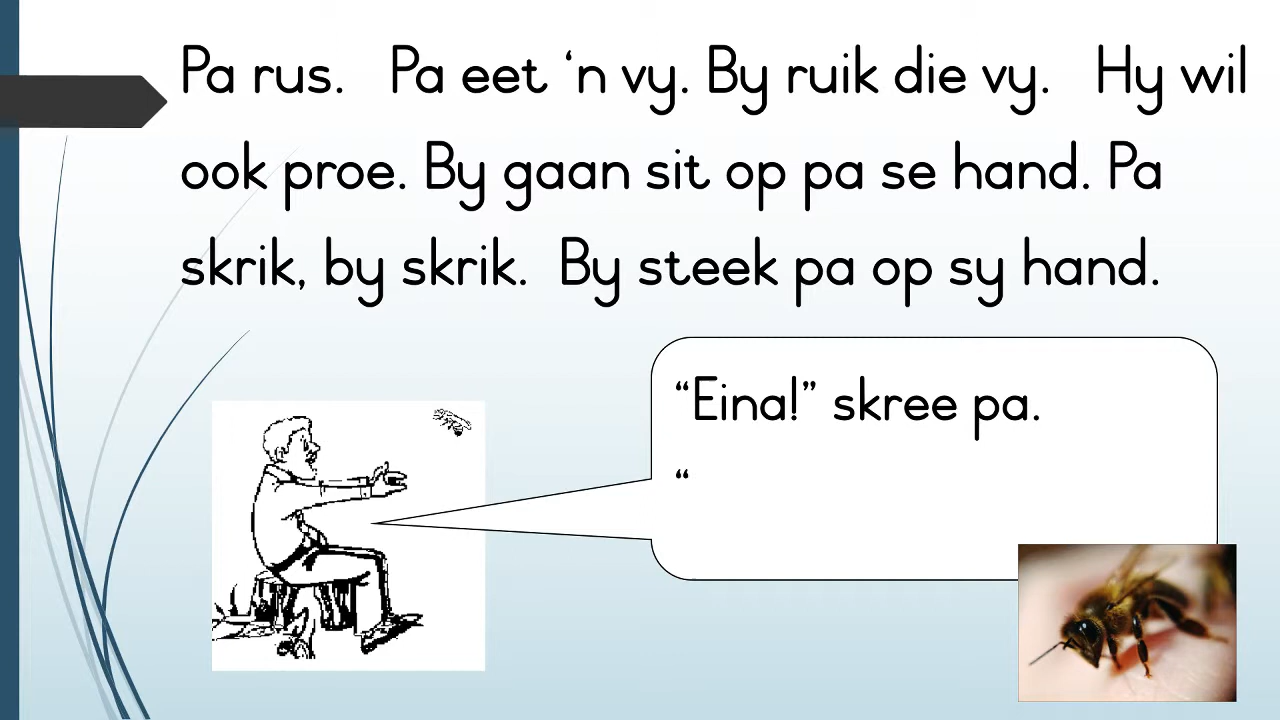 Pa rus. Pa eet ‘n vy. By ruik die vy. Hy wil
ook proe. By gaan sit op pa se hand. Pa
skrik, by skrik. By steek pa op sy hand.
“Eina!” skree pa.
“